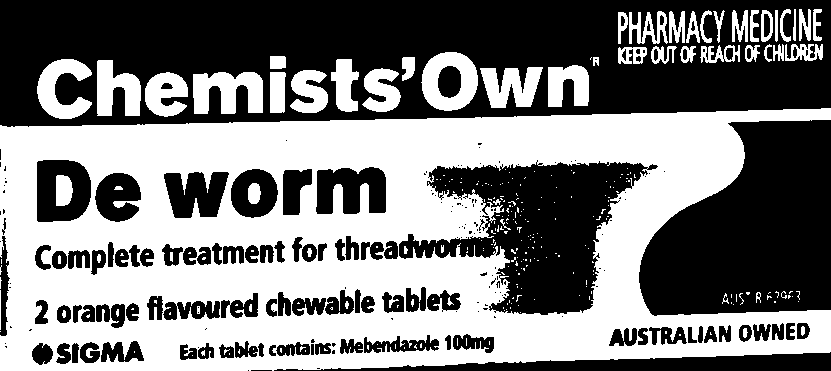 PHARMACY MEDICINE
KEEP OUT OF REACH OF CHILDREN
Chemists'Own®
De worm
Complete treatment for threadworms
2 orange flavoured chewable tablets
AUST R 62963
SIGMA
Each tablet contains: Mebendazole 100mg
AUSTRALIAN OWNED